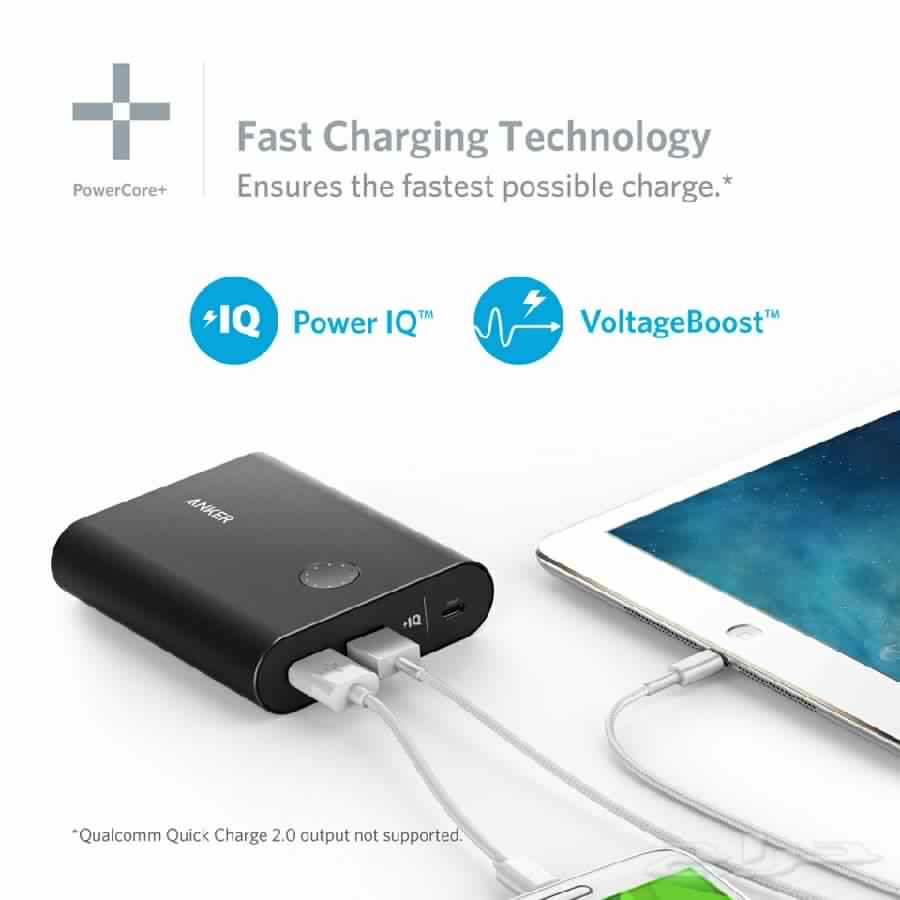 PowerCore+
Fast Charging Technology
Ensures the fastest possible charge.*
IQ Power IQ™
VoltageBoost™
ANKER
IQ
*Qualcomm Quick Charge 2.0 output not supported.
حراج